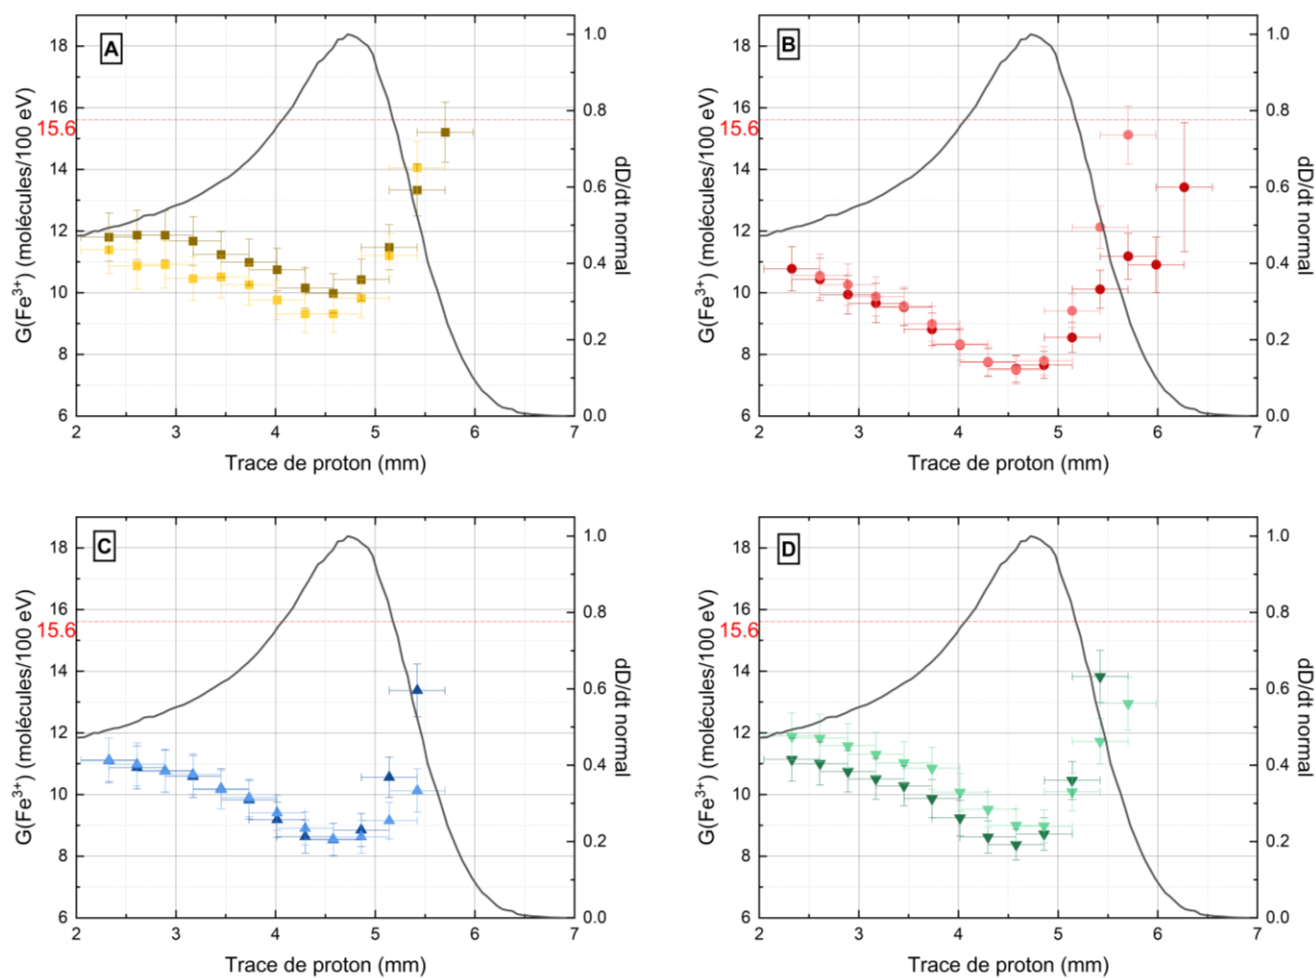 A
18
16
15.6
14
12
10
8
6
G(Fe³⁺) (molécules/100 eV)
1.0
0.8
0.6
0.4
0.2
0.0
dD/dt normal
2 3 4 5 6 7
Trace de proton (mm)
B
18
16
15.6
14
12
10
8
6
G(Fe³⁺) (molécules/100 eV)
1.0
0.8
0.6
0.4
0.2
0.0
dD/dt normal
2 3 4 5 6 7
Trace de proton (mm)
C
18
16
15.6
14
12
10
8
6
G(Fe³⁺) (molécules/100 eV)
1.0
0.8
0.6
0.4
0.2
0.0
dD/dt normal
2 3 4 5 6 7
Trace de proton (mm)
D
18
16
15.6
14
12
10
8
6
G(Fe³⁺) (molécules/100 eV)
1.0
0.8
0.6
0.4
0.2
0.0
dD/dt normal
2 3 4 5 6 7
Trace de proton (mm)